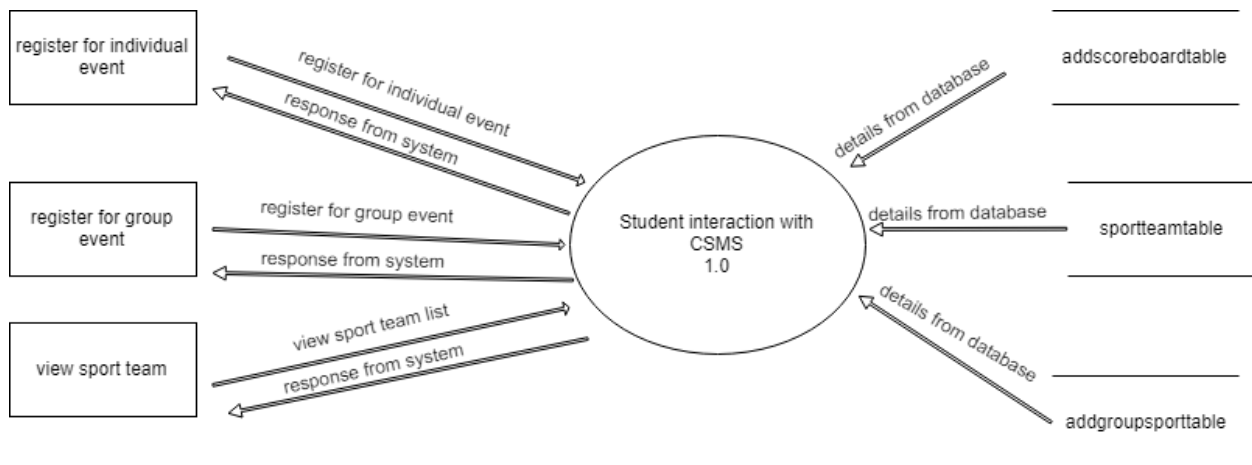 register for individual
event
register for individual event
response from system
register for group
event
register for group event
response from system
view sport team
view sport team list
response from system
Student interaction with
CSMS
1.0
details from database
addscoreboardtable
details from database
sportteamtable
details from database
addgroupsporttable